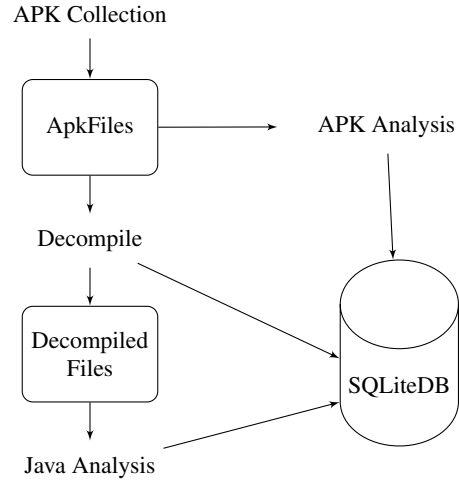 APK Collection
ApkFiles
APK Analysis
Decompile
Decompiled
Files
SQLiteDB
Java Analysis